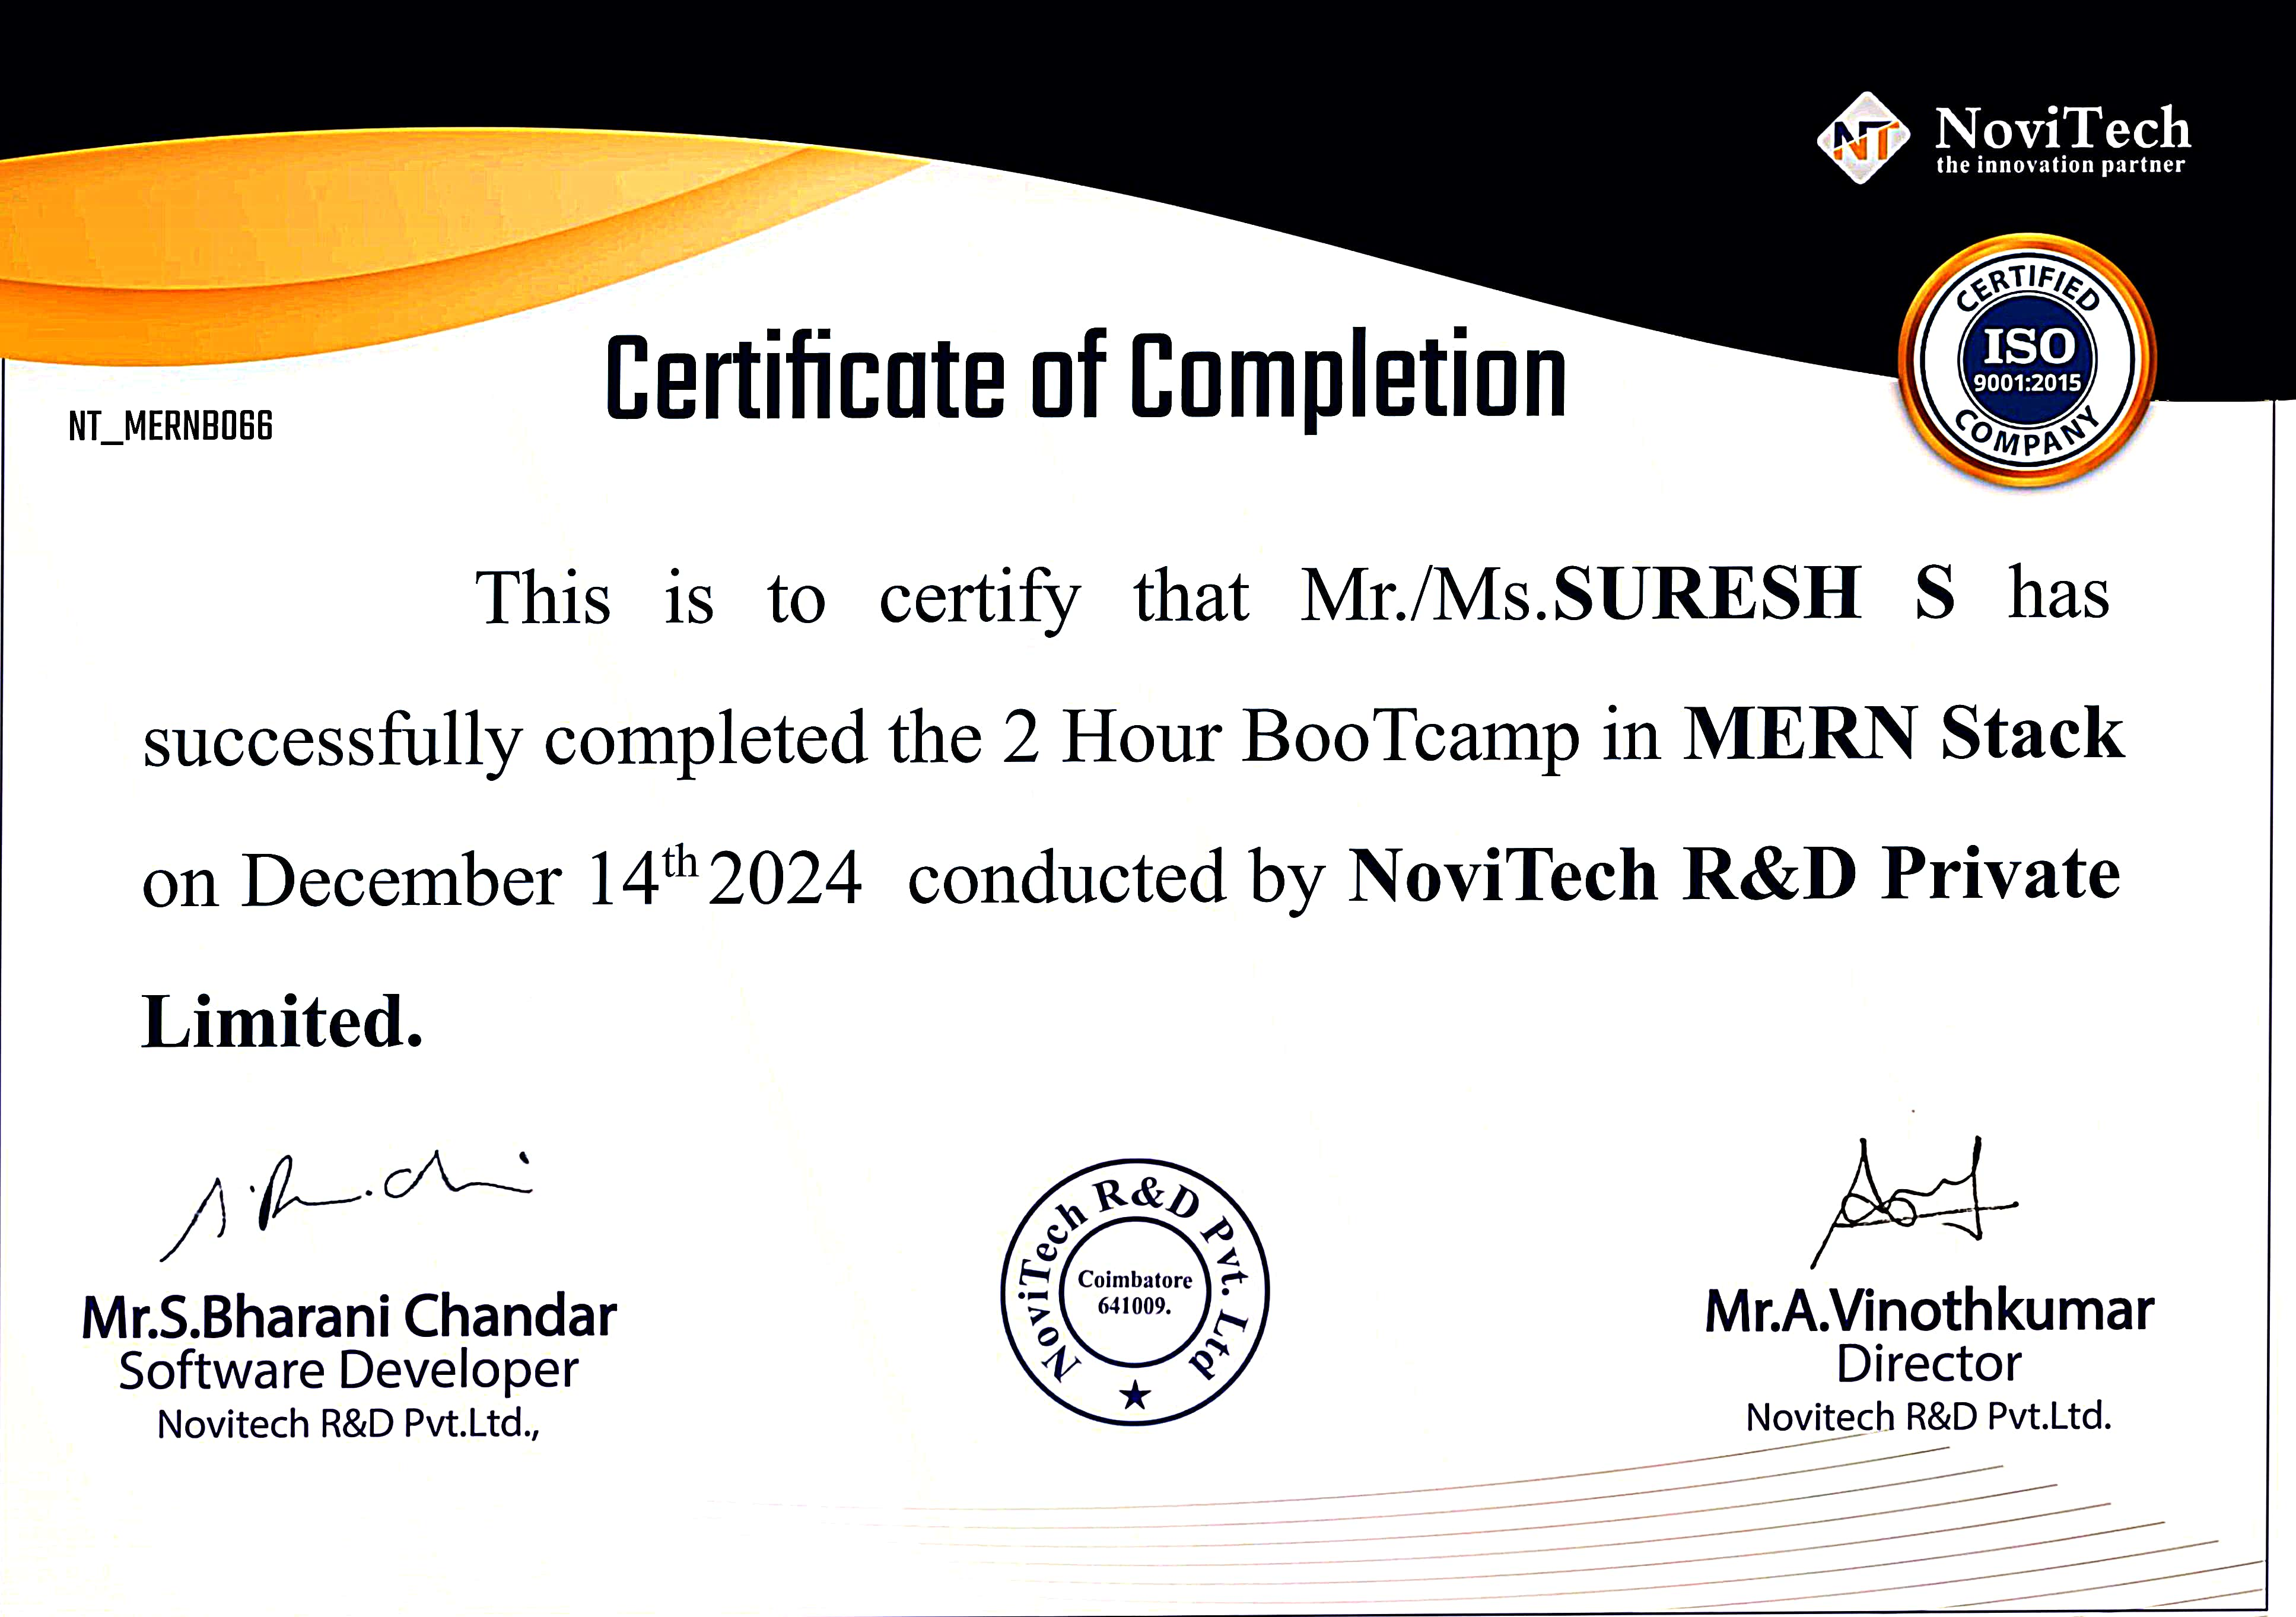 NT NoviTech
the innovation partner
CERTIFIED
ISO
9001:2015
COMPANY
Certificate of Completion
NT_MERNB066
This is to certify that Mr./Ms.SURESH S has
successfully completed the 2 Hour BooTcamp in MERN Stack
on December 14th 2024 conducted by NoviTech R&D Private
Limited.
Mr.S.Bharani Chandar
Software Developer
Novitech R&D Pvt.Ltd.,
NoviTech R&D Pvt. Ltd
Coimbatore
641009.
Mr.A.Vinothkumar
Director
Novitech R&D Pvt.Ltd.